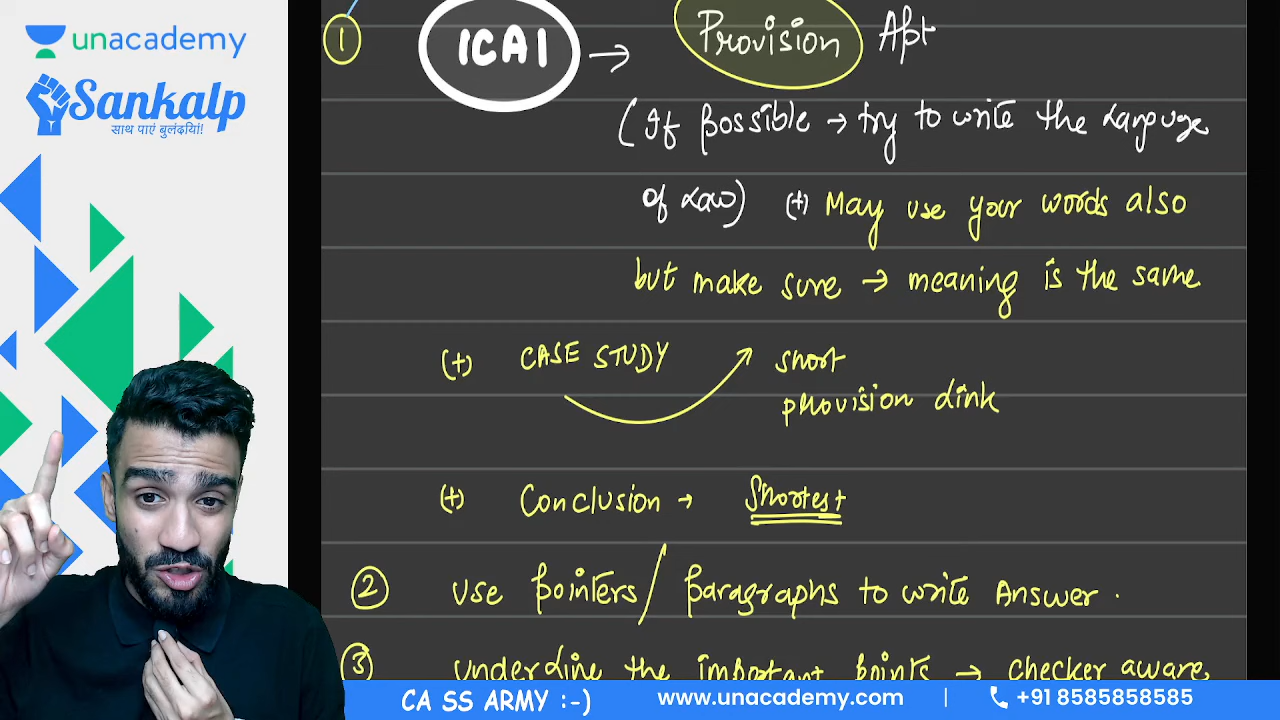 unacademy
Sankalp
साथ पाएं बुलंदियां!
1 ICAI → Provision Apt
(If possible → try to write the Language
of Law) (+) May use your words also
but make sure → meaning is the same
(+) CASE STUDY short
provision link
(+) Conclusion → Shortest
2 use pointers / paragraphs to write Answer.
3 underline the important points → checker aware
CA SS ARMY :-) www.unacademy.com | +91 8585858585